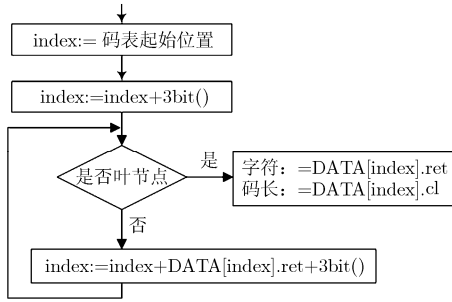 index:= 码表起始位置
index:=index+3bit()
是否叶节点
是
字符：=DATA[index].ret
码长：=DATA[index].cl
否
index:=index+DATA[index].ret+3bit()